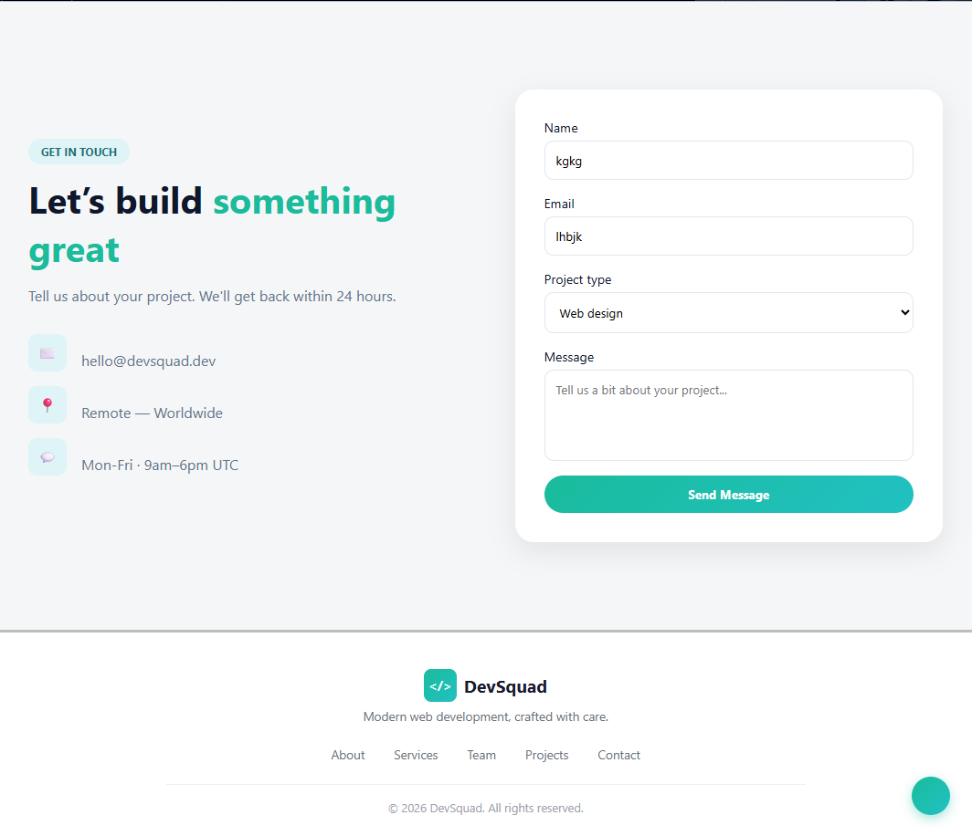 GET IN TOUCH
Let’s build something
great
Tell us about your project. We’ll get back within 24 hours.
hello@devsquad.dev
Remote — Worldwide
Mon-Fri · 9am–6pm UTC
Name
kgkg
Email
lhbjk
Project type
Web design
Message
Tell us a bit about your project...
Send Message
</> DevSquad
Modern web development, crafted with care.
About Services Team Projects Contact
© 2026 DevSquad. All rights reserved.